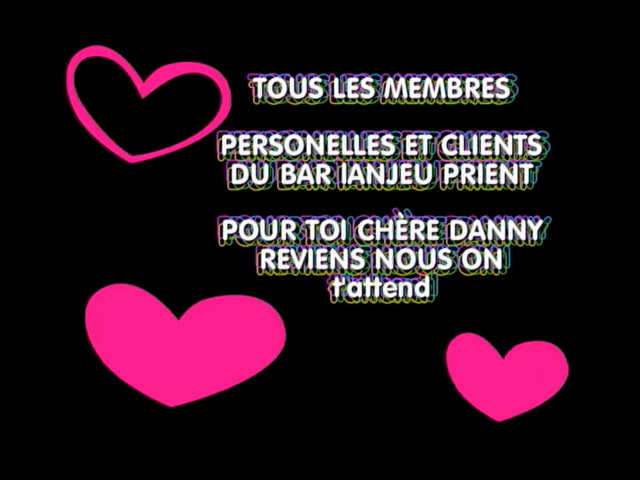 TOUS LES MEMBRES
PERSONELLES ET CLIENTS
DU BAR IANJEU PRIENT
POUR TOI CHÈRE DANNY
REVIENS NOUS ON
t'attend